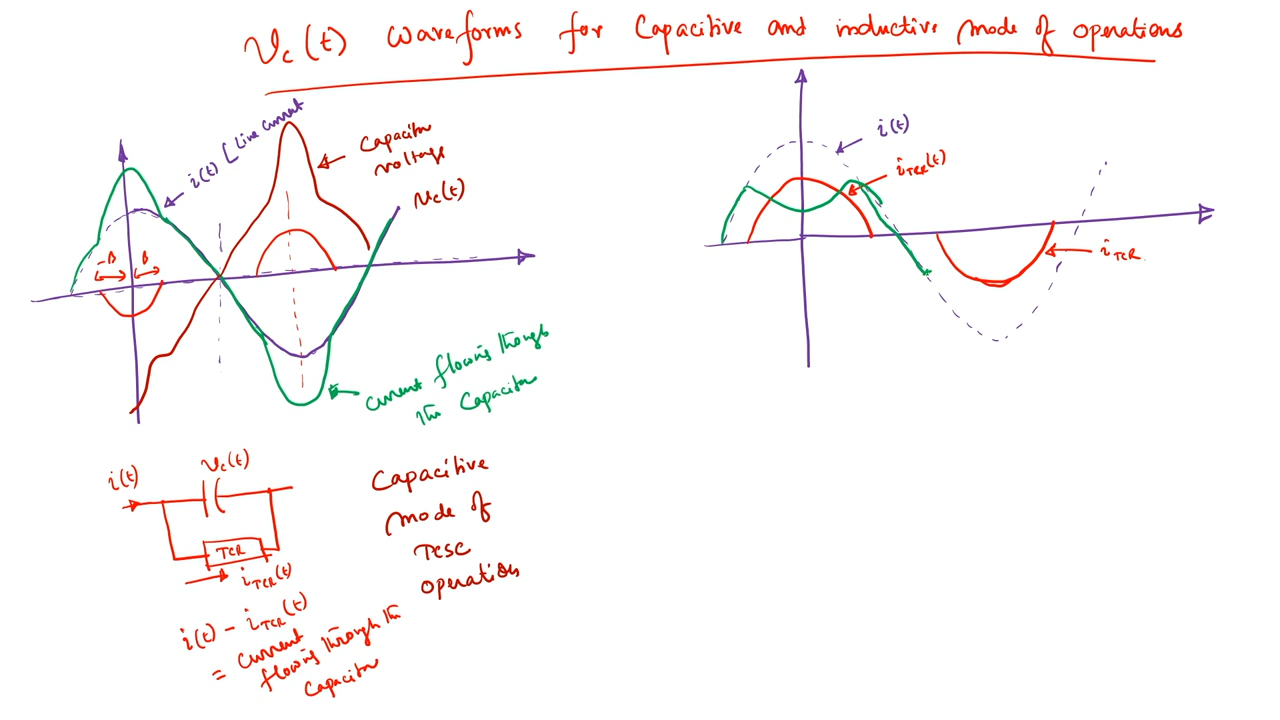 Vc(t) waveforms for Capacitive and inductive mode of operations
i(t) [ Line current
Capacitor
voltage
Vc(t)
-β
β
current flowing through
the Capacitor
i(t)
iTCR(t)
iTCR
i(t)
Vc(t)
TCR
iTCR(t)
i(t) - iTCR(t)
= current
flowing through the
capacitor
Capacitive
mode of
TCSC
operation